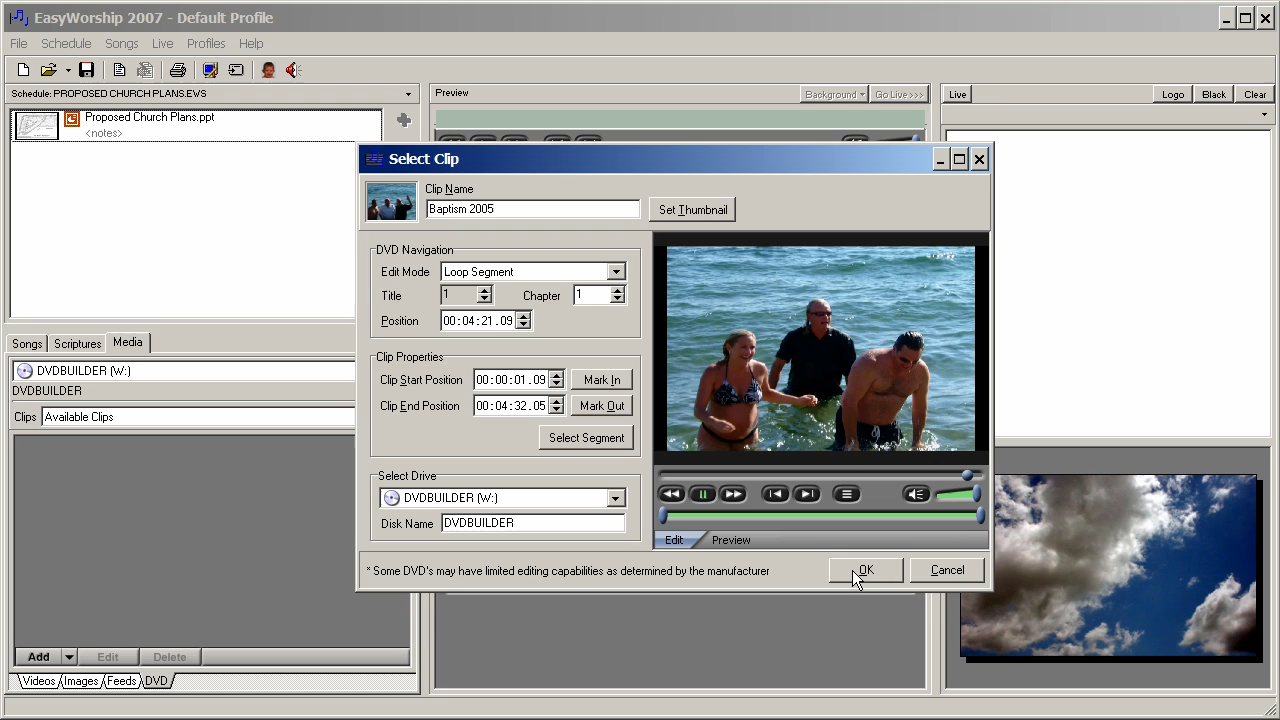 EasyWorship 2007 - Default Profile
File Schedule Songs Live Profiles Help
Schedule: PROPOSED CHURCH PLANS.EVS
Proposed Church Plans.ppt
<notes>
Preview
Background
Go Live >>>
Live
Logo
Black
Clear
Songs
Scriptures
Media
DVDBUILDER (W:)
DVDBUILDER
Clips
Available Clips
Add
Edit
Delete
Videos
Images
Feeds
DVD
Select Clip
Clip Name
Baptism 2005
Set Thumbnail
DVD Navigation
Edit Mode
Loop Segment
Title
1
Chapter
1
Position
00:04:21.09
Clip Properties
Clip Start Position
00:00:01.09
Mark In
Clip End Position
00:04:32.05
Mark Out
Select Segment
Select Drive
DVDBUILDER (W:)
Disk Name
DVDBUILDER
Edit
Preview
* Some DVD's may have limited editing capabilities as determined by the manufacturer
OK
Cancel